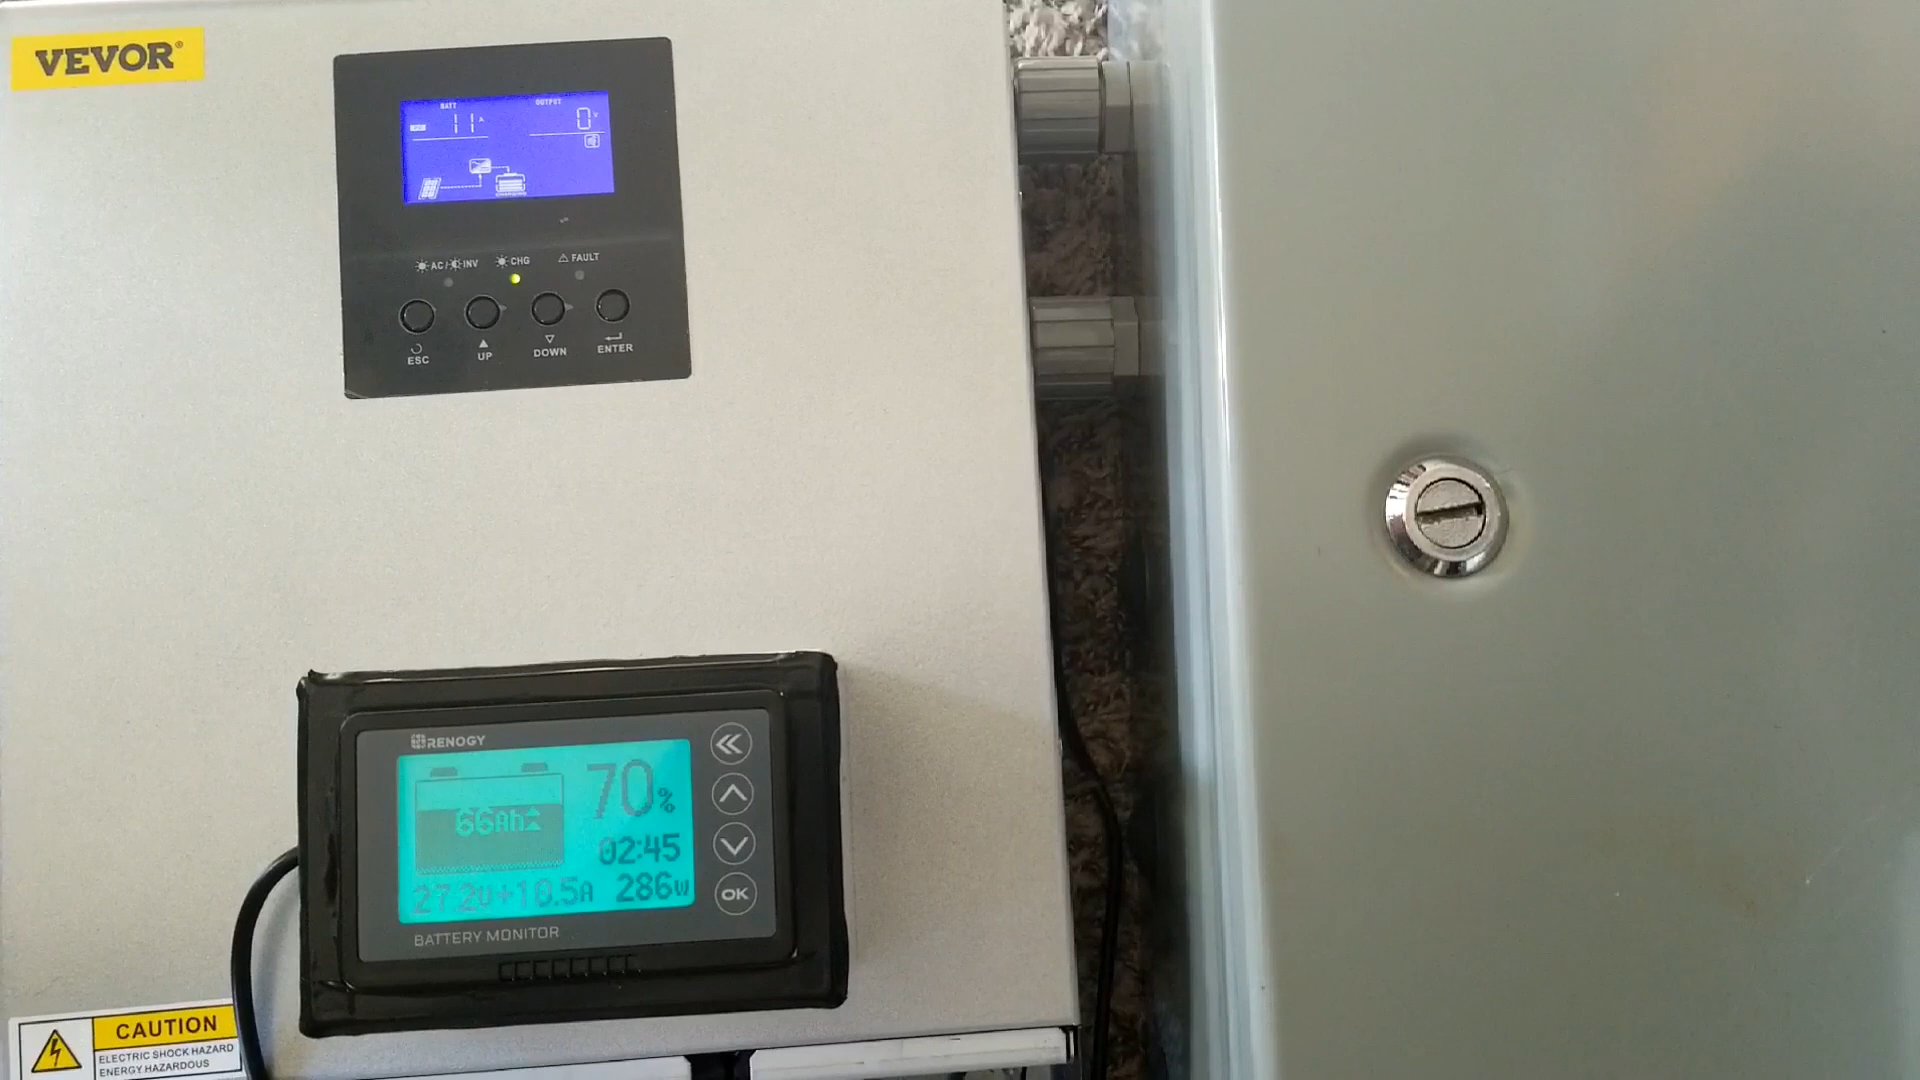 VEVOR®
BATT
OUTPUT
11 A
0 V
CHARGING
AC/ INV
CHG
FAULT
ESC
UP
DOWN
ENTER
RENOGY
66Ah
70%
02:45
27.2V+10.5A
286W
OK
BATTERY MONITOR
CAUTION
ELECTRIC SHOCK HAZARD
ENERGY HAZARDOUS